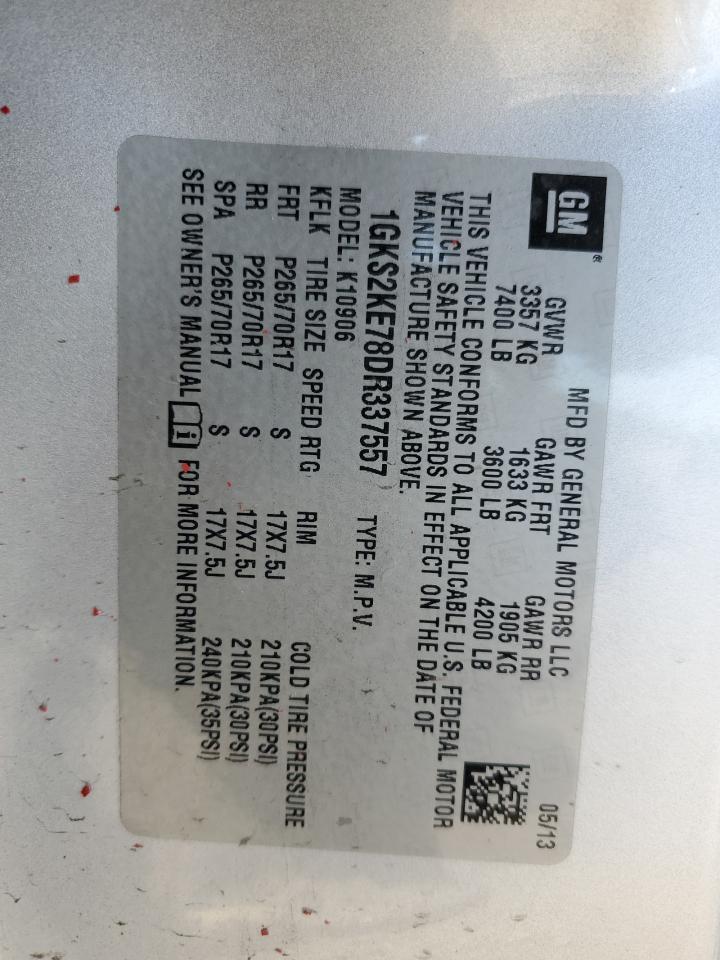 GM®
MFD BY GENERAL MOTORS LLC 05/13
GVWR GAWR FRT GAWR RR
3357 KG 1633 KG 1905 KG
7400 LB 3600 LB 4200 LB
THIS VEHICLE CONFORMS TO ALL APPLICABLE U.S. FEDERAL MOTOR
VEHICLE SAFETY STANDARDS IN EFFECT ON THE DATE OF
MANUFACTURE SHOWN ABOVE.
1GKS2KE78DR337557 TYPE: M.P.V.
MODEL: K10906
KFLK TIRE SIZE SPEED RTG RIM COLD TIRE PRESSURE
FRT P265/70R17 S 17X7.5J 210KPA(30PSI)
RR P265/70R17 S 17X7.5J 210KPA(30PSI)
SPA P265/70R17 S 17X7.5J 240KPA(35PSI)
SEE OWNER'S MANUAL i FOR MORE INFORMATION.